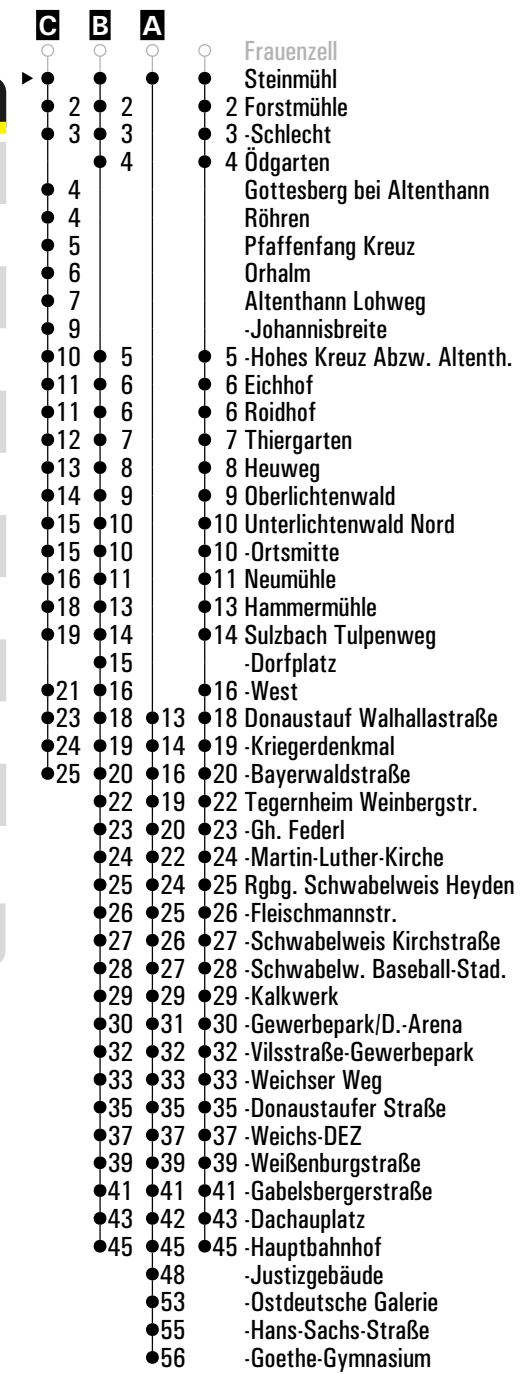 C B A
Frauenzell
Steinmühl
2 2 2 Forstmühle
3 3 3 -Schlecht
4 4 Ödgarten
4 Gottesberg bei Altenthann
4 Röhren
5 Pfaffenfang Kreuz
6 Orhalm
7 Altenthann Lohweg
9 -Johannisbreite
10 5 5 -Hohes Kreuz Abzw. Altenth.
11 6 6 Eichhof
11 6 6 Roidhof
12 7 7 Thiergarten
13 8 8 Heuweg
14 9 9 Oberlichtenwald
15 10 10 Unterlichtenwald Nord
15 10 10 -Ortsmitte
16 11 11 Neumühle
18 13 13 Hammermühle
19 14 14 Sulzbach Tulpenweg
15 -Dorfplatz
21 16 16 -West
23 18 13 18 Donaustauf Walhallastraße
24 19 14 19 -Kriegerdenkmal
25 20 16 20 -Bayerwaldstraße
22 19 22 Tegernheim Weinbergstr.
23 20 23 -Gh. Federl
24 22 24 -Martin-Luther-Kirche
25 24 25 Rgbg. Schwabelweis Heyden
26 25 26 -Fleischmannstr.
27 26 27 -Schwabelweis Kirchstraße
28 27 28 -Schwabelw. Baseball-Stad.
29 29 29 -Kalkwerk
30 31 30 -Gewerbepark/D.-Arena
32 32 32 -Vilsstraße-Gewerbepark
33 33 33 -Weichser Weg
35 35 35 -Donaustaufer Straße
37 37 37 -Weichs-DEZ
39 39 39 -Weißenburgstraße
41 41 41 -Gabelsbergerstraße
43 42 43 -Dachauplatz
45 45 45 -Hauptbahnhof
48 -Justizgebäude
53 -Ostdeutsche Galerie
55 -Hans-Sachs-Straße
56 -Goethe-Gymnasium